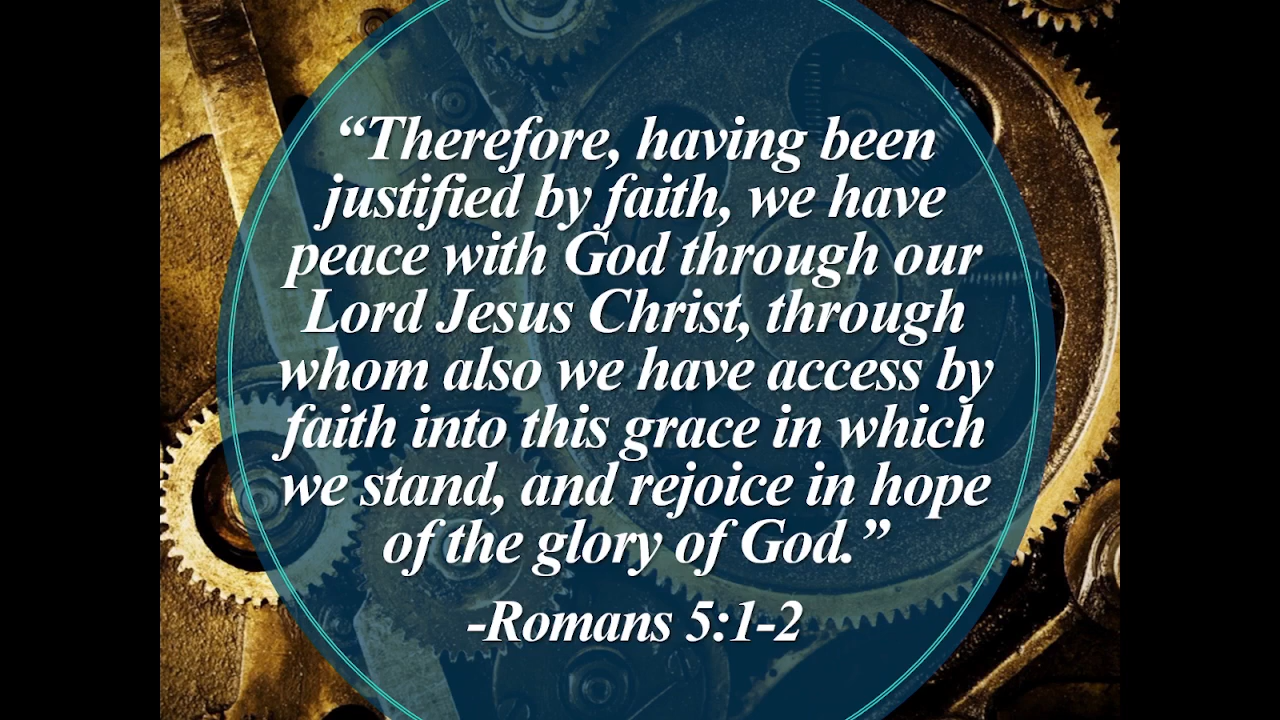 “Therefore, having been
justified by faith, we have
peace with God through our
Lord Jesus Christ, through
whom also we have access by
faith into this grace in which
we stand, and rejoice in hope
of the glory of God.”
-Romans 5:1-2